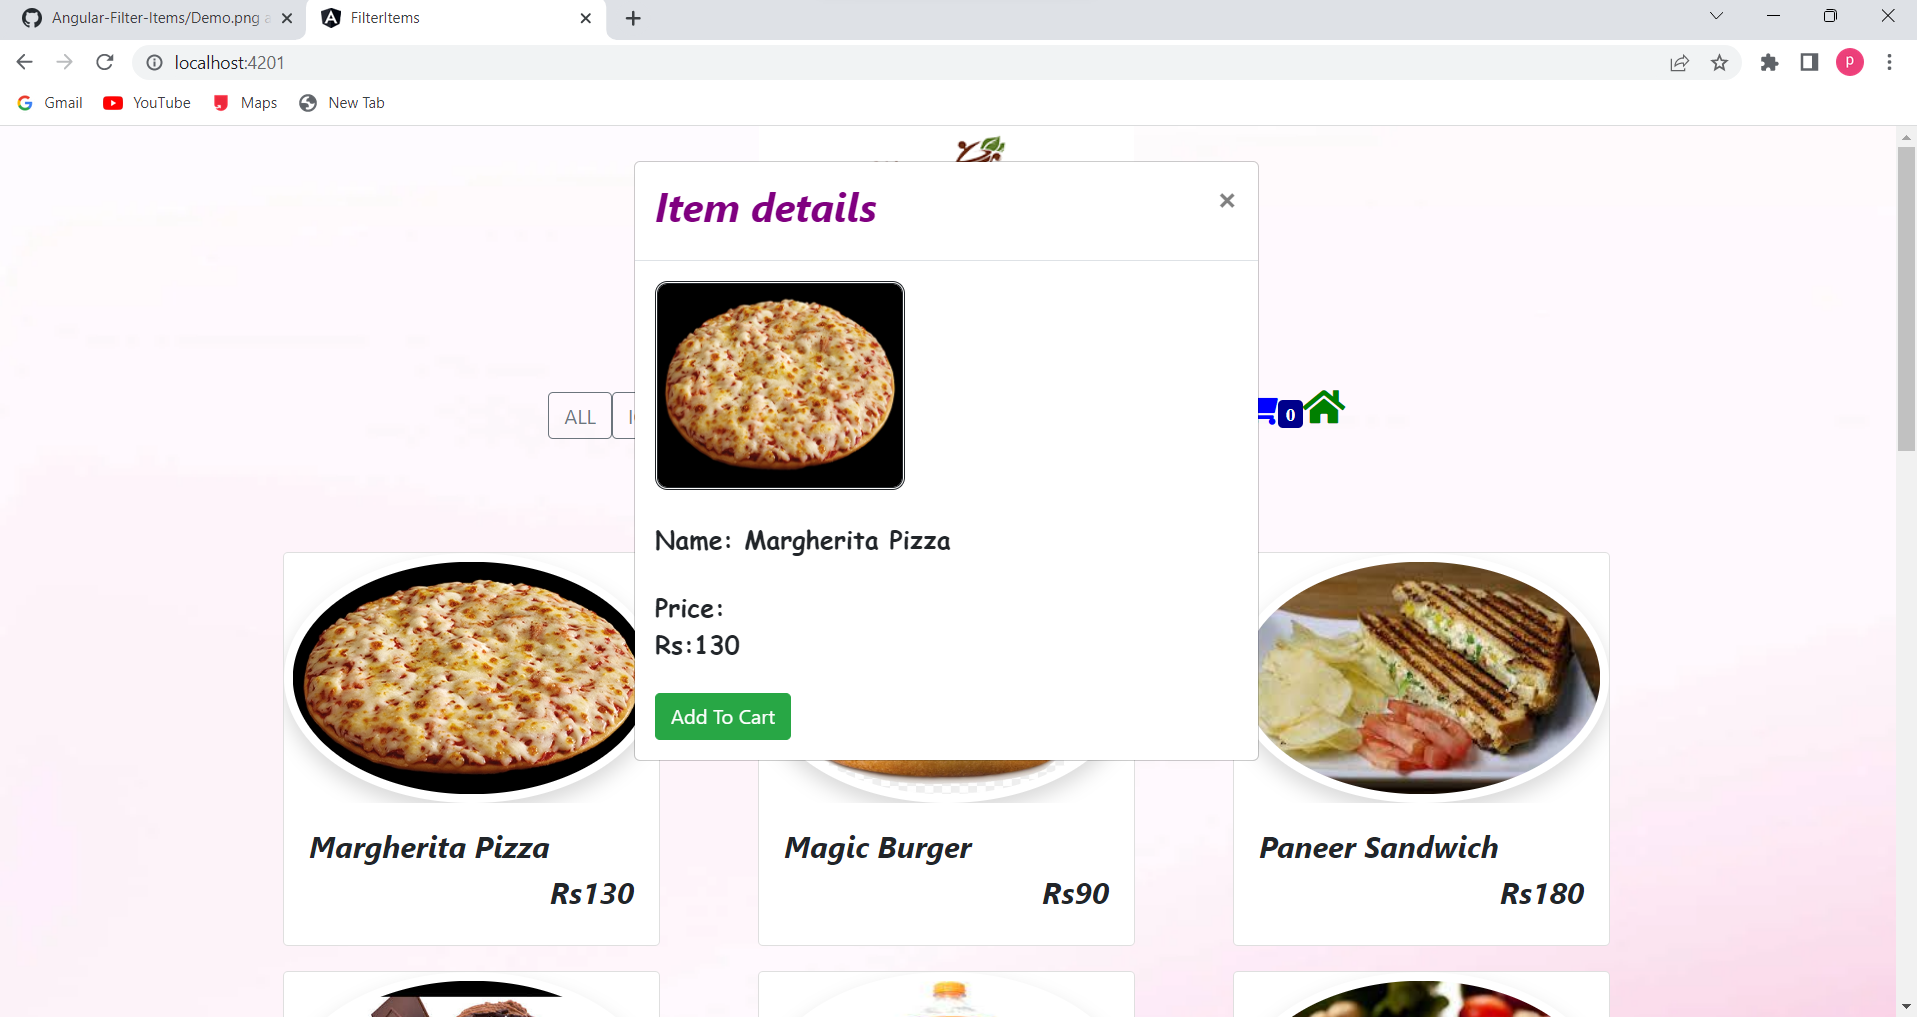 Angular-Filter-Items/Demo.png a
FilterItems
localhost:4201
P
Gmail
YouTube
Maps
New Tab
Item details
×
ALL
0
Name: Margherita Pizza
Price:
Rs:130
Add To Cart
Margherita Pizza
Rs130
Magic Burger
Rs90
Paneer Sandwich
Rs180